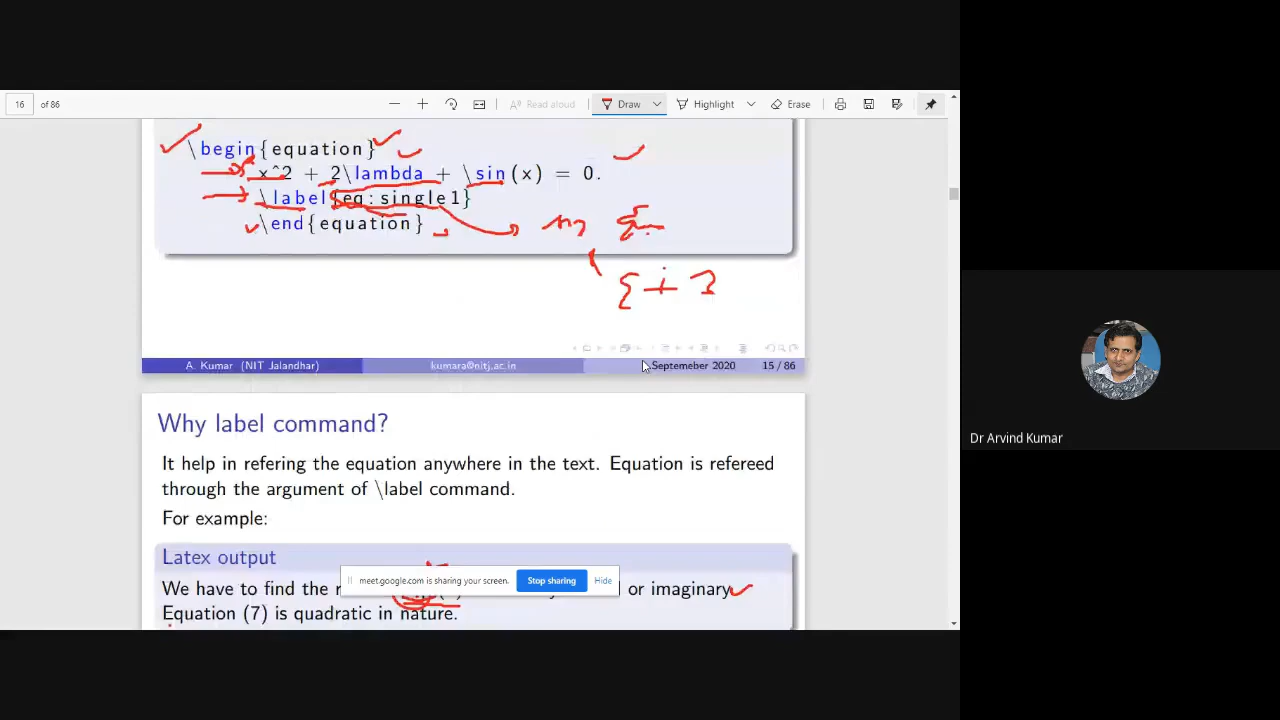 16 of 86
Read aloud
Draw
Highlight
Erase
\begin{equation}
x^2 + 2\lambda + \sin(x) = 0.
\label{eq:single1}
\end{equation}
A. Kumar (NIT Jalandhar) kumara@nitj.ac.in Septemeber 2020 15 / 86
Why label command?
It help in refering the equation anywhere in the text. Equation is refereed
through the argument of \label command.
For example:
Latex output
We have to find the or imaginary
Equation (7) is quadratic in nature.
meet.google.com is sharing your screen. Stop sharing Hide
Dr Arvind Kumar